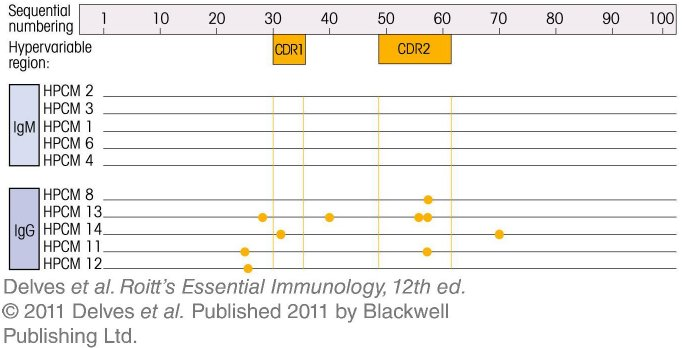 Sequential numbering 1 10 20 30 40 50 60 70 80 90 100
Hypervariable region: CDR1 CDR2
IgM
HPCM 2
HPCM 3
HPCM 1
HPCM 6
HPCM 4
IgG
HPCM 8
HPCM 13
HPCM 14
HPCM 11
HPCM 12
Delves et al. Roitt's Essential Immunology, 12th ed.
© 2011 Delves et al. Published 2011 by Blackwell
Publishing Ltd.